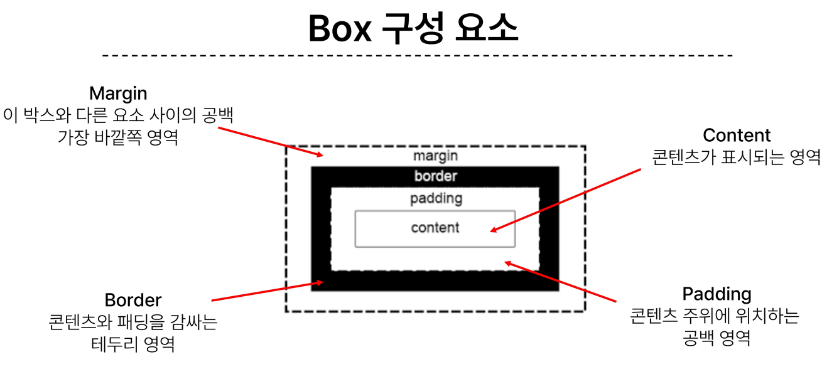 Box 구성 요소
Margin
이 박스와 다른 요소 사이의 공백
가장 바깥쪽 영역
Content
콘텐츠가 표시되는 영역
margin
border
padding
content
Border
콘텐츠와 패딩을 감싸는
테두리 영역
Padding
콘텐츠 주위에 위치하는
공백 영역